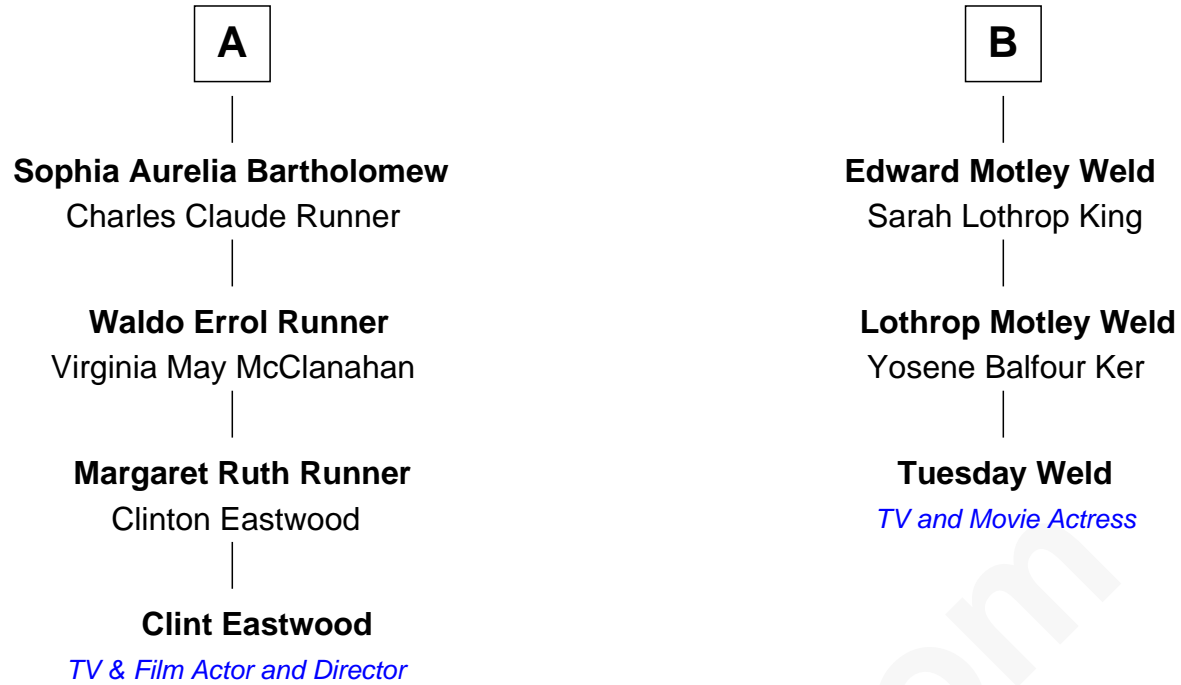 A
Sophia Aurelia Bartholomew
Charles Claude Runner
Waldo Errol Runner
Virginia May McClanahan
Margaret Ruth Runner
Clinton Eastwood
Clint Eastwood
TV & Film Actor and Director
B
Edward Motley Weld
Sarah Lothrop King
Lothrop Motley Weld
Yosene Balfour Ker
Tuesday Weld
TV and Movie Actress
om